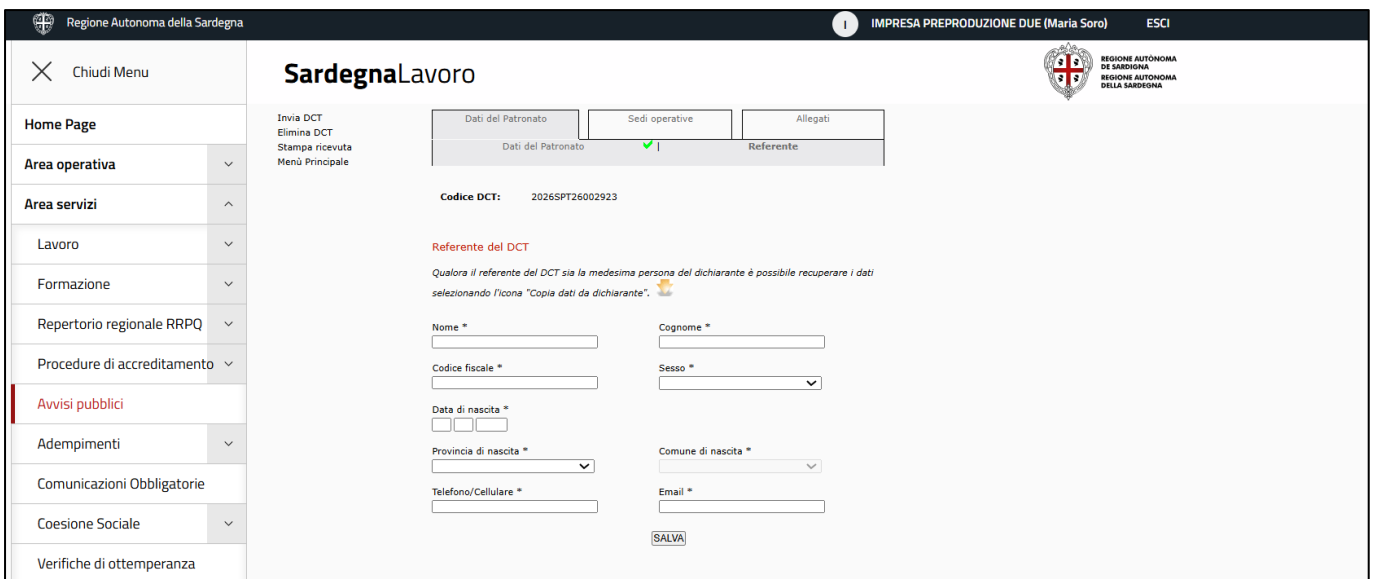 Regione Autonoma della Sardegna
I IMPRESA PREPRODUZIONE DUE (Maria Soro) ESCI
Chiudi Menu
SardegnaLavoro
REGIONE AUTÒNOMA
DE SARDIGNA
REGIONE AUTONOMA
DELLA SARDEGNA
Home Page
Area operativa
Area servizi
Lavoro
Formazione
Repertorio regionale RRPQ
Procedure di accreditamento
Avvisi pubblici
Adempimenti
Comunicazioni Obbligatorie
Coesione Sociale
Verifiche di ottemperanza
Invia DCT
Elimina DCT
Stampa ricevuta
Menù Principale
Dati del Patronato Sedi operative Allegati
Dati del Patronato | Referente
Codice DCT: 2026SPT26002923
Referente del DCT
Qualora il referente del DCT sia la medesima persona del dichiarante è possibile recuperare i dati
selezionando l'icona "Copia dati da dichiarante".
Nome * Cognome *
Codice fiscale * Sesso *
Data di nascita *
Provincia di nascita * Comune di nascita *
Telefono/Cellulare * Email *
SALVA